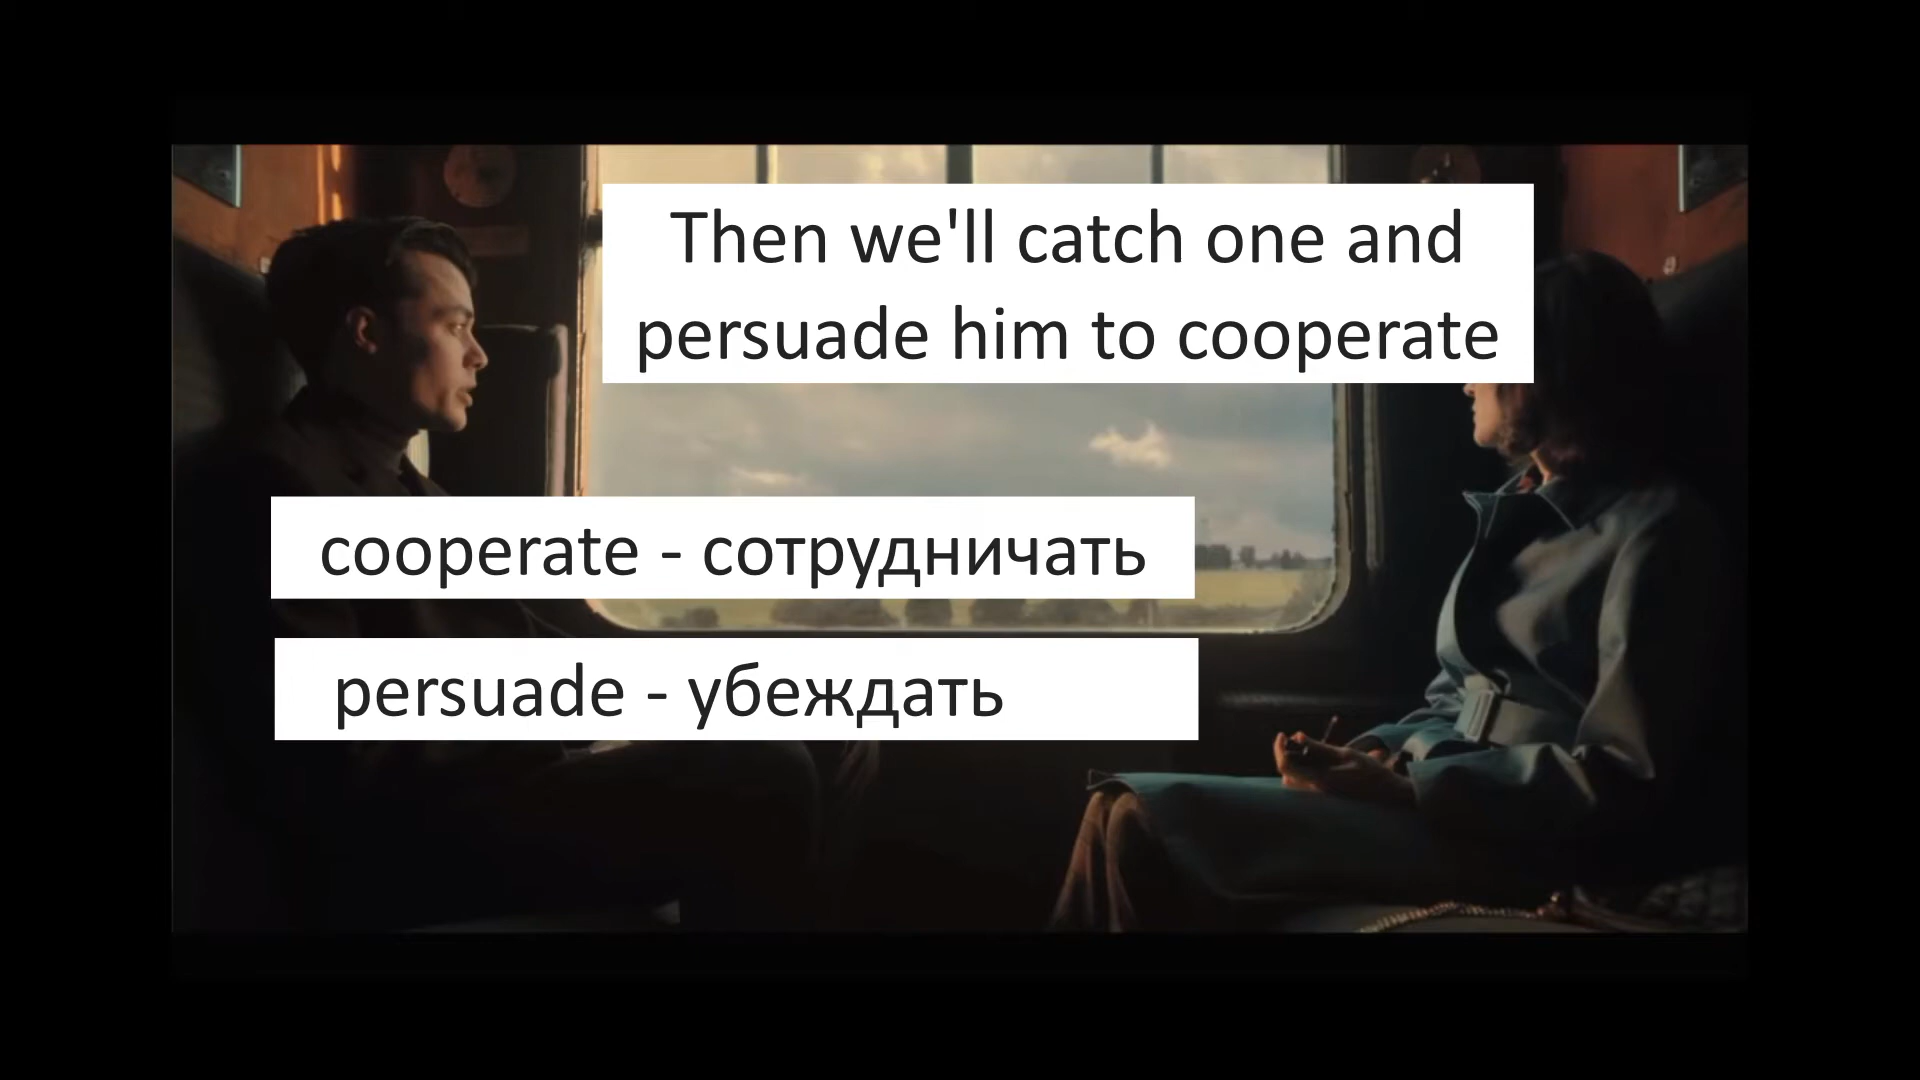 Then we'll catch one and
persuade him to cooperate
cooperate - сотрудничать
persuade - убеждать